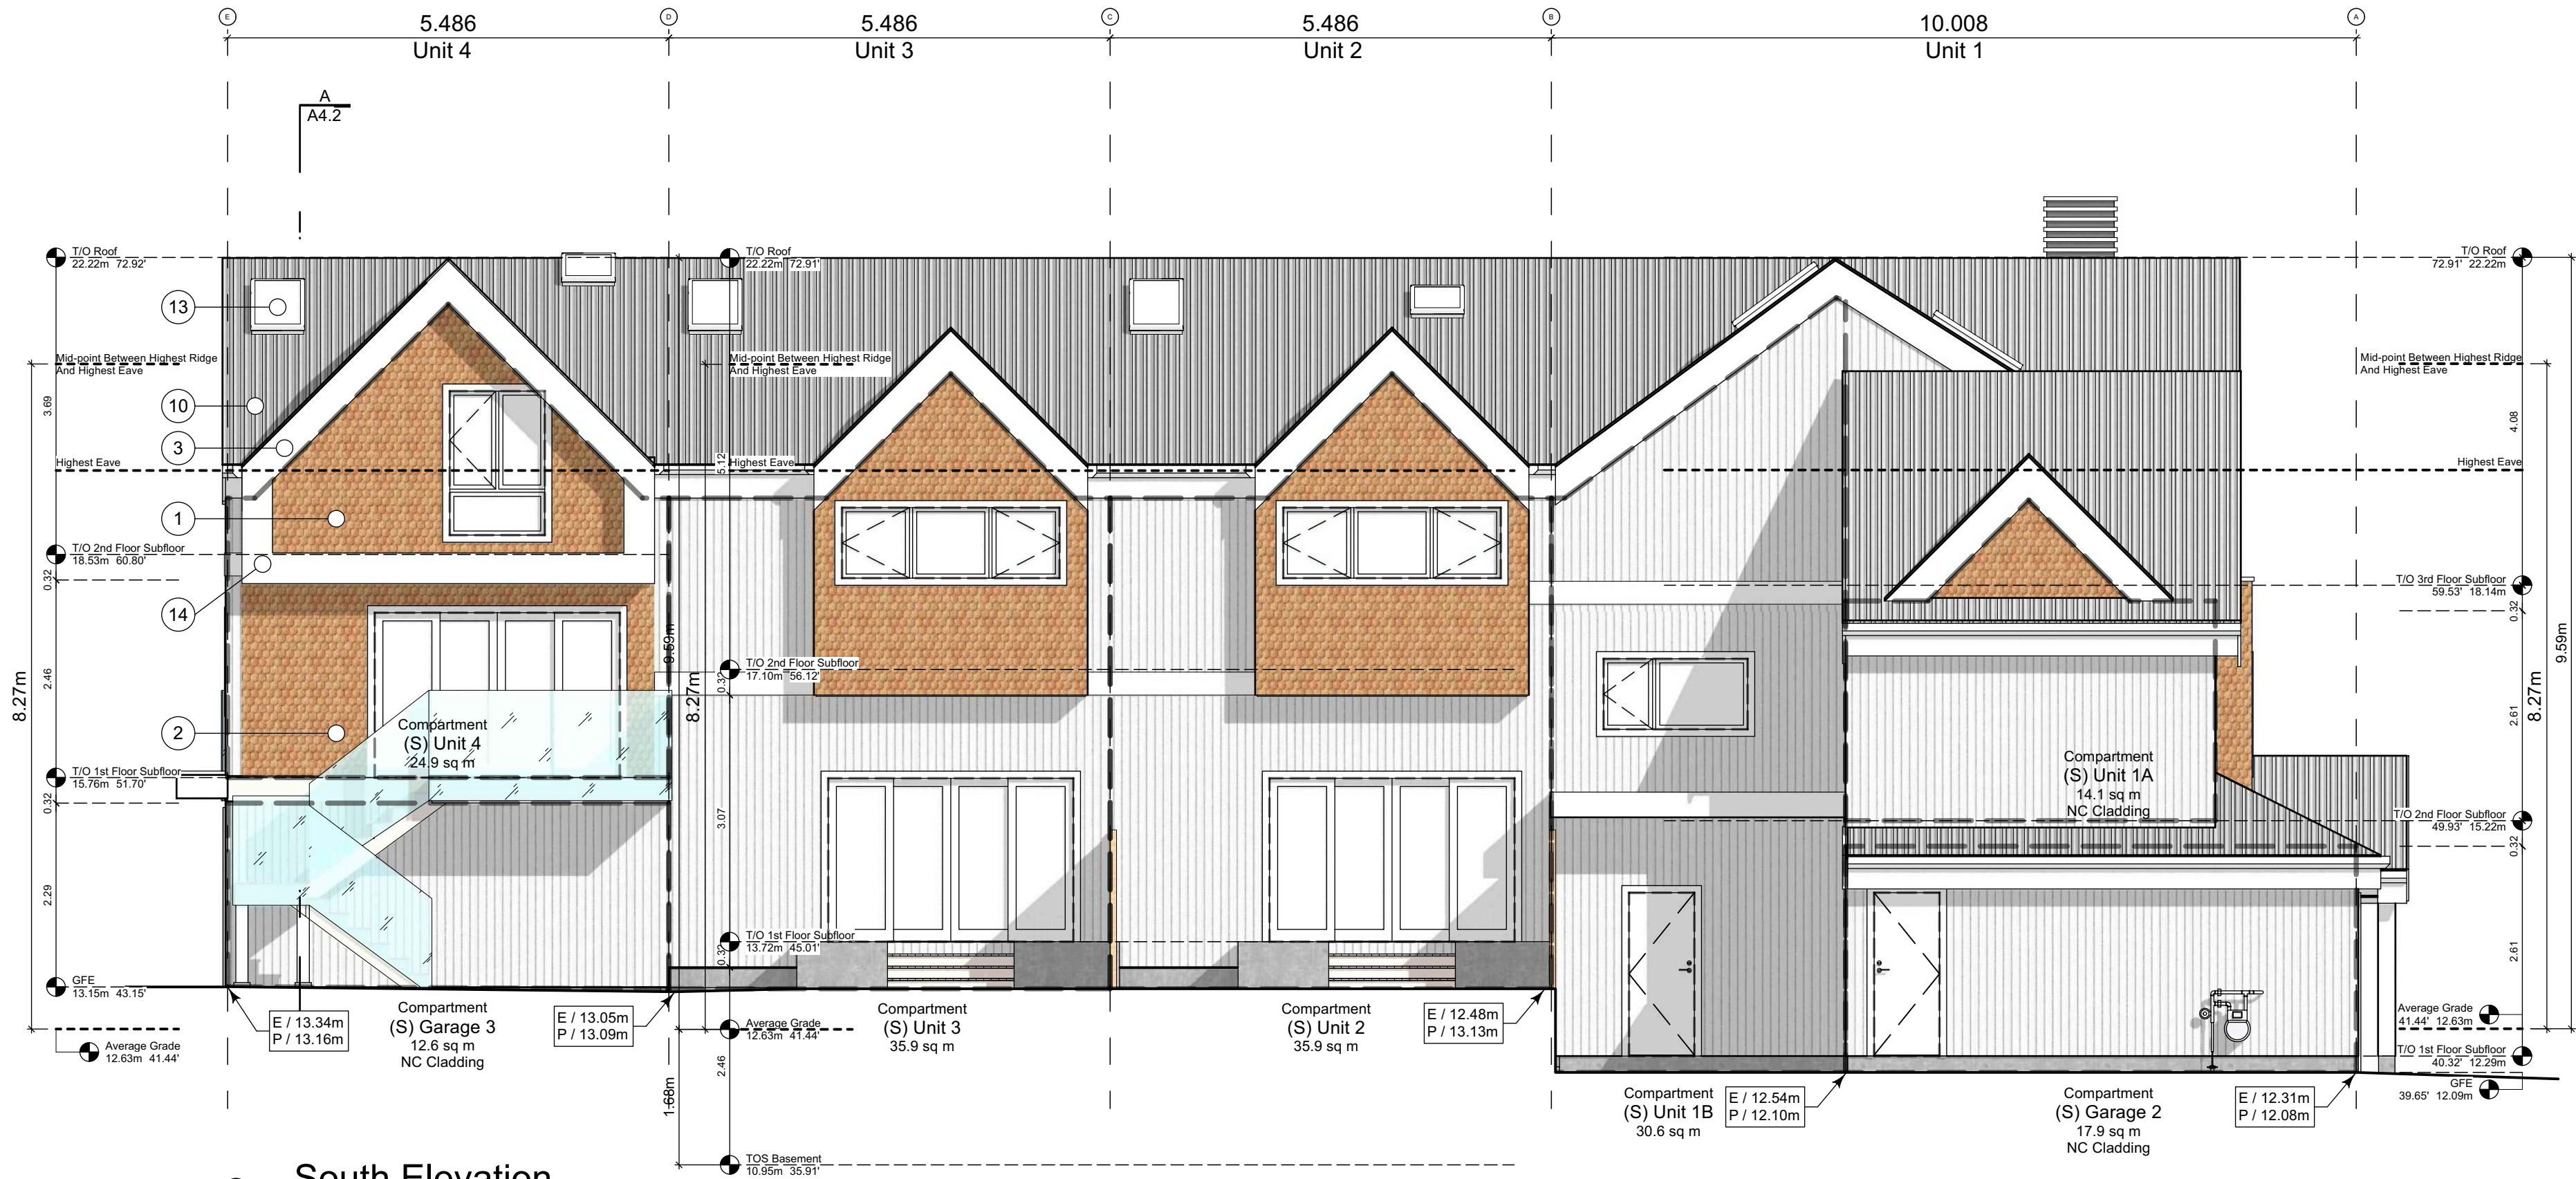 E
D
C
B
A
5.486
5.486
5.486
10.008
Unit 4
Unit 3
Unit 2
Unit 1
A
A4.2
T/O Roof
22.22m 72.92'
T/O Roof
22.22m 72.91'
T/O Roof
72.91' 22.22m
13
Mid-point Between Highest Ridge
And Highest Eave
Mid-point Between Highest Ridge
And Highest Eave
Mid-point Between Highest Ridge
And Highest Eave
3.69
10
4.08
3
Highest Eave
5.12
Highest Eave
Highest Eave
1
T/O 2nd Floor Subfloor
18.53m 60.80'
0.32
14
T/O 3rd Floor Subfloor
59.53' 18.14m
0.32
9.59m
9.59m
T/O 2nd Floor Subfloor
17.10m 56.12'
0.32
8.27m
2.46
8.27m
2.61
8.27m
2
Compartment
(S) Unit 4
24.9 sq m
Compartment
(S) Unit 1A
14.1 sq m
NC Cladding
T/O 1st Floor Subfloor
15.76m 51.70'
0.32
3.07
T/O 2nd Floor Subfloor
49.93' 15.22m
0.32
2.29
T/O 1st Floor Subfloor
13.72m 45.01'
0.32
2.61
GFE
13.15m 43.15'
E / 13.34m
P / 13.16m
Compartment
(S) Garage 3
12.6 sq m
NC Cladding
E / 13.05m
P / 13.09m
Average Grade
12.63m 41.44'
Compartment
(S) Unit 3
35.9 sq m
Compartment
(S) Unit 2
35.9 sq m
E / 12.48m
P / 13.13m
Average Grade
41.44' 12.63m
Average Grade
12.63m 41.44'
T/O 1st Floor Subfloor
40.32' 12.29m
2.46
1.68m
Compartment
(S) Unit 1B
30.6 sq m
E / 12.54m
P / 12.10m
Compartment
(S) Garage 2
17.9 sq m
NC Cladding
E / 12.31m
P / 12.08m
GFE
39.65' 12.09m
TOS Basement
10.95m 35.91'
South Elevation